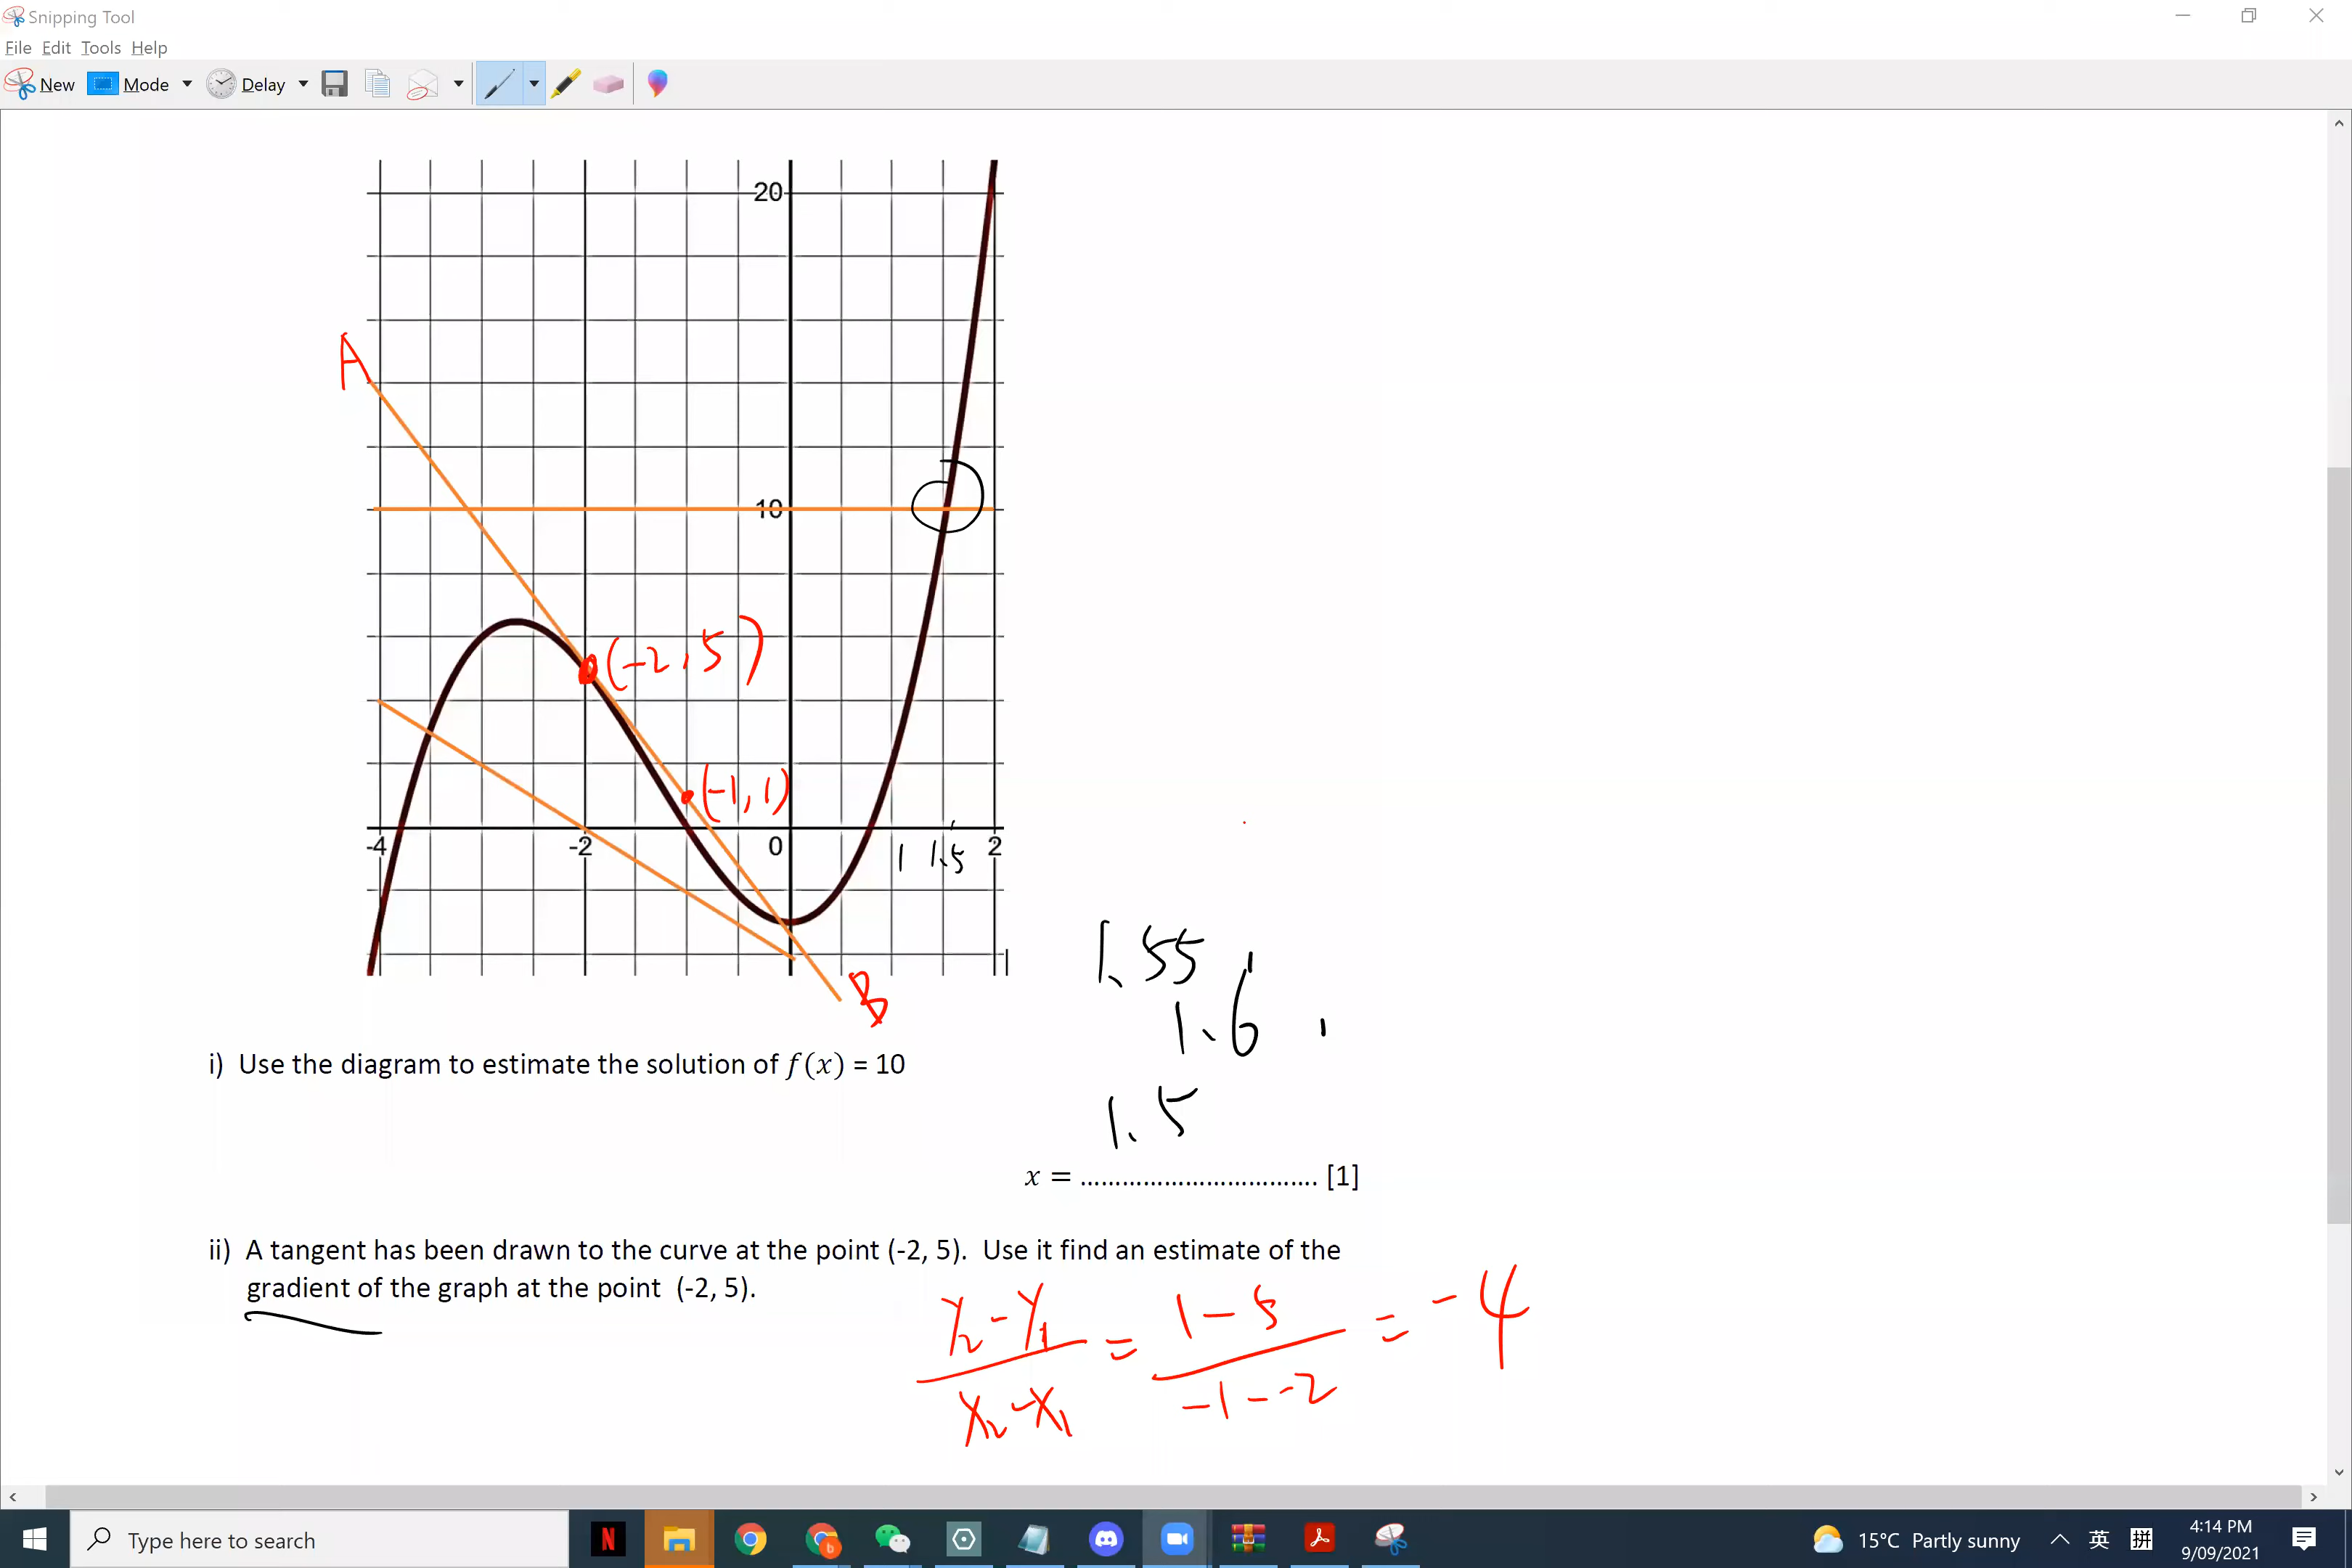 Snipping Tool
File Edit Tools Help
New Mode Delay
20
A
10
(-2, 5)
(-1, 1)
-4 -2 0 1 1.5 2
B
1.55
1.6
i) Use the diagram to estimate the solution of f(x) = 10
1.5
x = .................................. [1]
ii) A tangent has been drawn to the curve at the point (-2, 5). Use it find an estimate of the
gradient of the graph at the point (-2, 5).
y₂-y₁ / x₂-x₁ = 1-5 / -1--2 = -4
Type here to search
N
b
15°C Partly sunny
英
拼
4:14 PM
9/09/2021